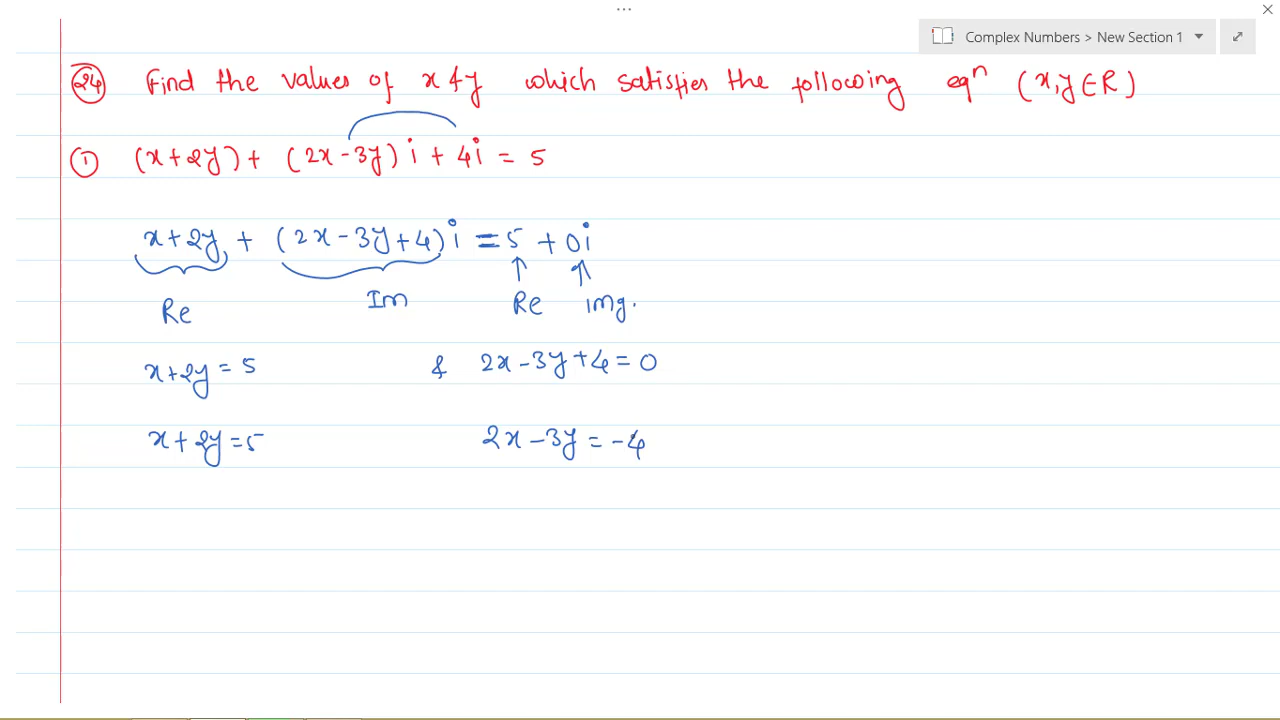 Complex Numbers > New Section 1
(24) Find the values of x & y which satisfies the following eqⁿ (x,y ∈ R)
(1) (x+2y) + (2x-3y)i + 4i = 5
x+2y + (2x-3y+4)i = 5 + 0i
Re Im Re img.
x+2y = 5 & 2x-3y+4=0
x+2y=5 2x-3y = -4